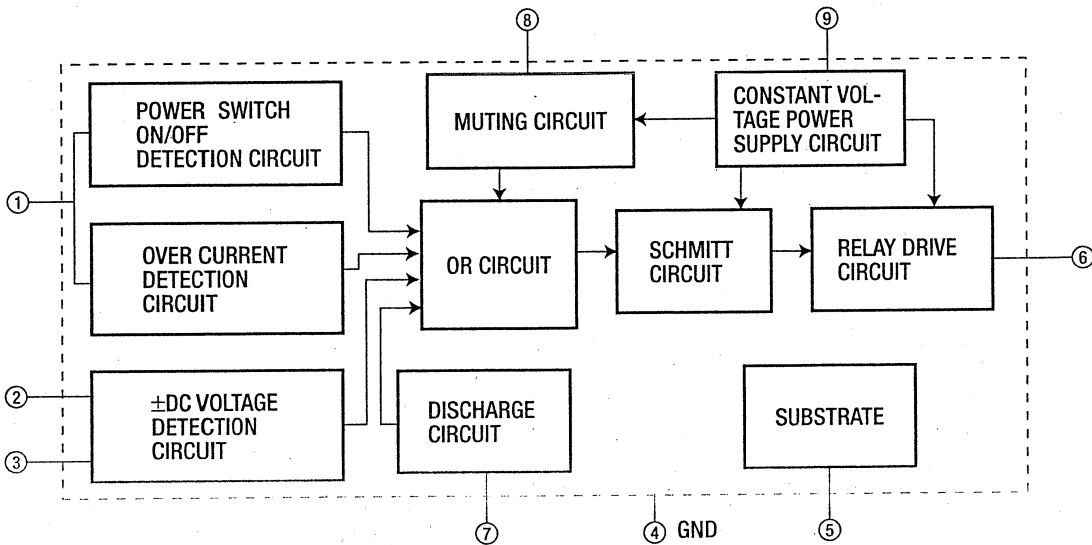 ⑧
⑨
POWER SWITCH
ON/OFF
DETECTION CIRCUIT
MUTING CIRCUIT
CONSTANT VOL-
TAGE POWER
SUPPLY CIRCUIT
①
OVER CURRENT
DETECTION
CIRCUIT
OR CIRCUIT
SCHMITT
CIRCUIT
RELAY DRIVE
CIRCUIT
⑥
②
③
±DC VOLTAGE
DETECTION
CIRCUIT
DISCHARGE
CIRCUIT
SUBSTRATE
⑦
④ GND
⑤